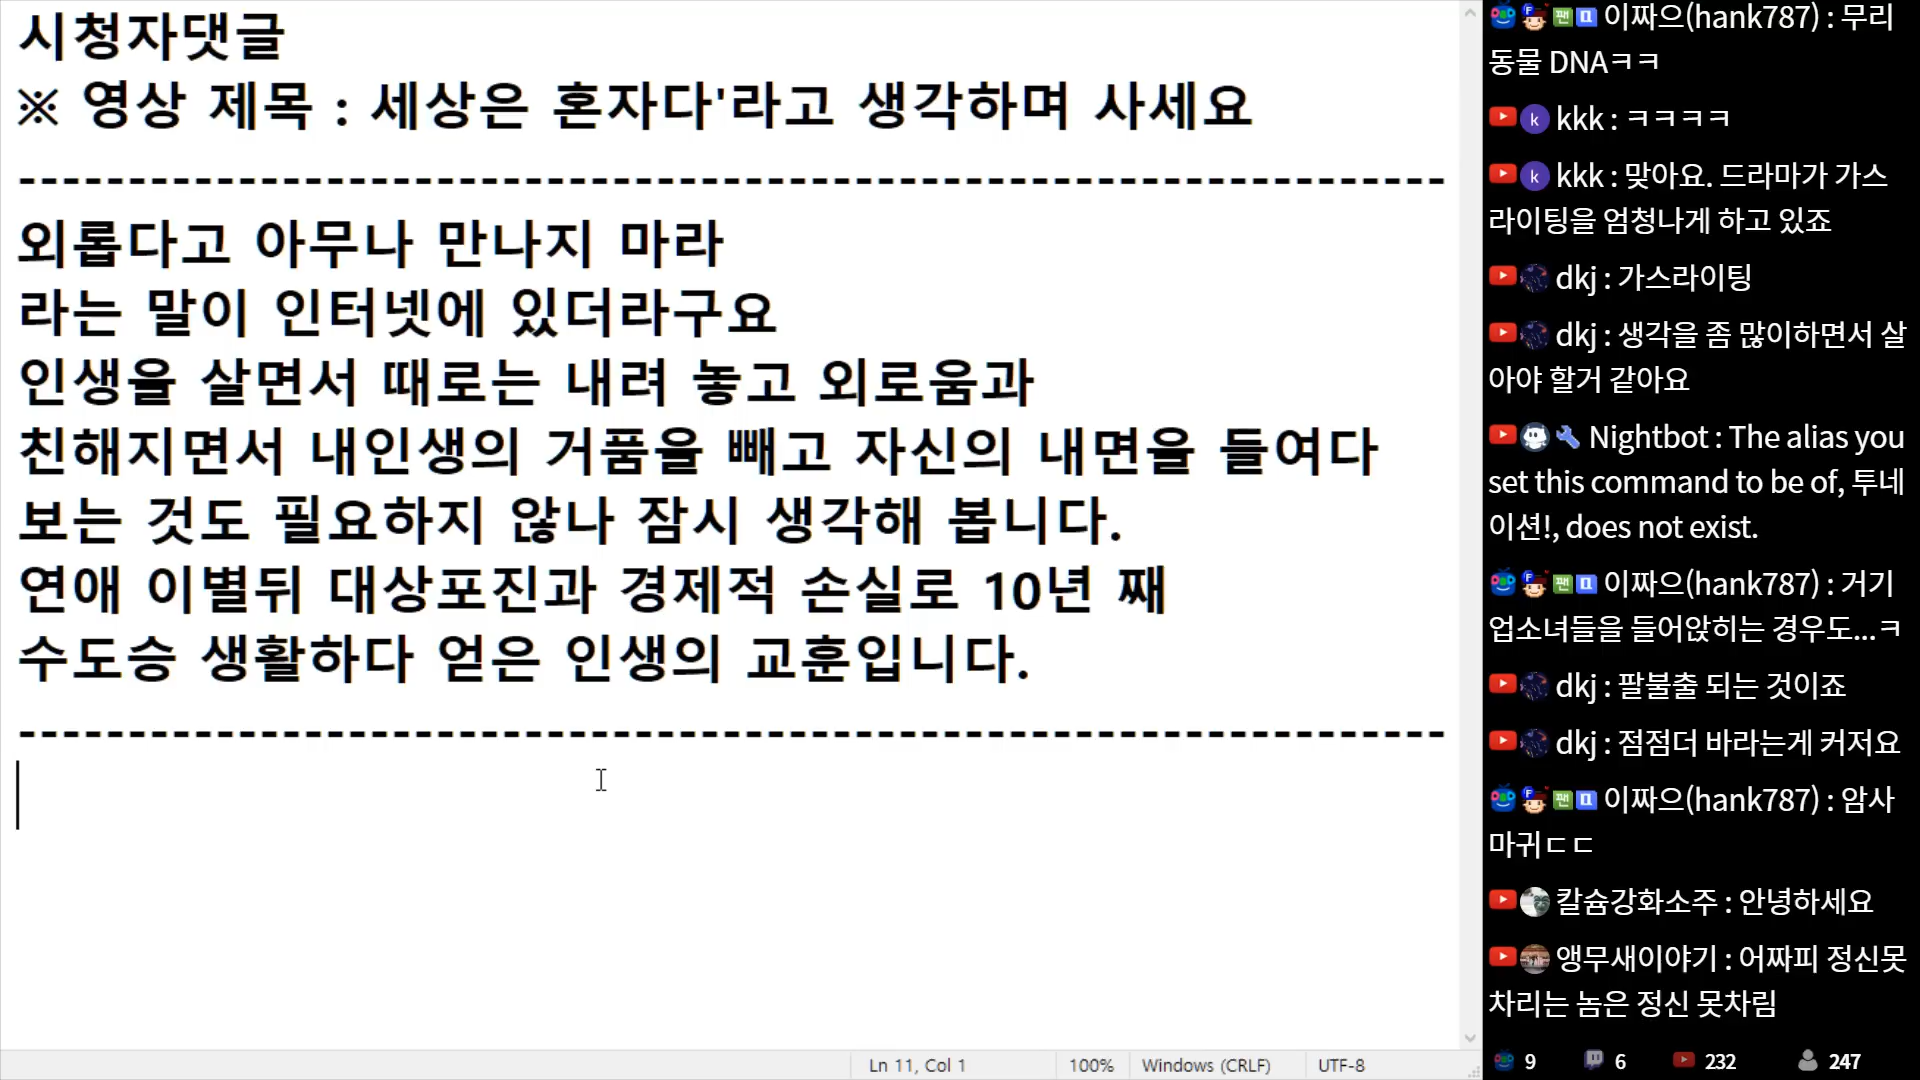 시청자댓글
※ 영상 제목 : 세상은 혼자다'라고 생각하며 사세요
--------------------------------------------------------------------------------
외롭다고 아무나 만나지 마라
라는 말이 인터넷에 있더라구요
인생을 살면서 때로는 내려 놓고 외로움과
친해지면서 내인생의 거품을 빼고 자신의 내면을 들여다
보는 것도 필요하지 않나 잠시 생각해 봅니다.
연애 이별뒤 대상포진과 경제적 손실로 10년 째
수도승 생활하다 얻은 인생의 교훈입니다.
--------------------------------------------------------------------------------
Ln 11, Col 1
100%
Windows (CRLF)
UTF-8
팬 이짜으(hank787) : 무리
동물 DNAㅋㅋ
k kkk : ㅋㅋㅋㅋ
k kkk : 맞아요. 드라마가 가스
라이팅을 엄청나게 하고 있죠
dkj : 가스라이팅
dkj : 생각을 좀 많이하면서 살
아야 할거 같아요
Nightbot : The alias you
set this command to be of, 투네
이션!, does not exist.
팬 이짜으(hank787) : 거기
업소녀들을 들어앉히는 경우도...ㅋ
dkj : 팔불출 되는 것이죠
dkj : 점점더 바라는게 커저요
팬 이짜으(hank787) : 암사
마귀ㄷㄷ
칼슘강화소주 : 안녕하세요
앵무새이야기 : 어짜피 정신못
차리는 놈은 정신 못차림
9
6
232
247